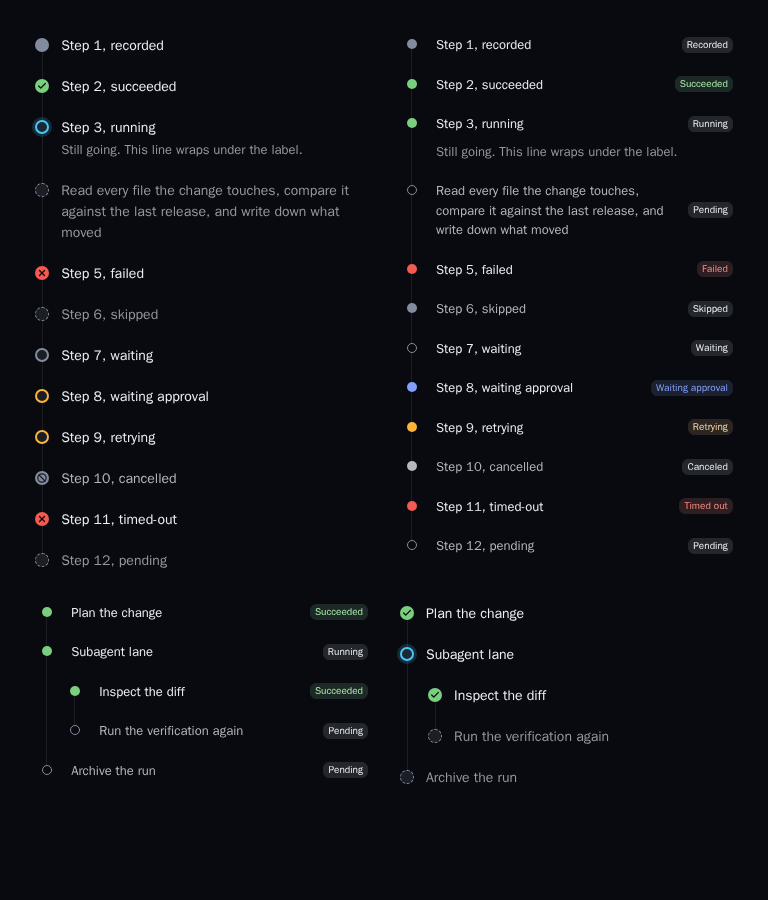 Step 1, recorded
Step 2, succeeded
Step 3, running
Still going. This line wraps under the label.
Read every file the change touches, compare it
against the last release, and write down what
moved
Step 5, failed
Step 6, skipped
Step 7, waiting
Step 8, waiting approval
Step 9, retrying
Step 10, cancelled
Step 11, timed-out
Step 12, pending
Step 1, recorded Recorded
Step 2, succeeded Succeeded
Step 3, running Running
Still going. This line wraps under the label.
Read every file the change touches,
compare it against the last release, and Pending
write down what moved
Step 5, failed Failed
Step 6, skipped Skipped
Step 7, waiting Waiting
Step 8, waiting approval Waiting approval
Step 9, retrying Retrying
Step 10, cancelled Canceled
Step 11, timed-out Timed out
Step 12, pending Pending
Plan the change Succeeded
Subagent lane Running
Inspect the diff Succeeded
Run the verification again Pending
Archive the run Pending
Plan the change
Subagent lane
Inspect the diff
Run the verification again
Archive the run